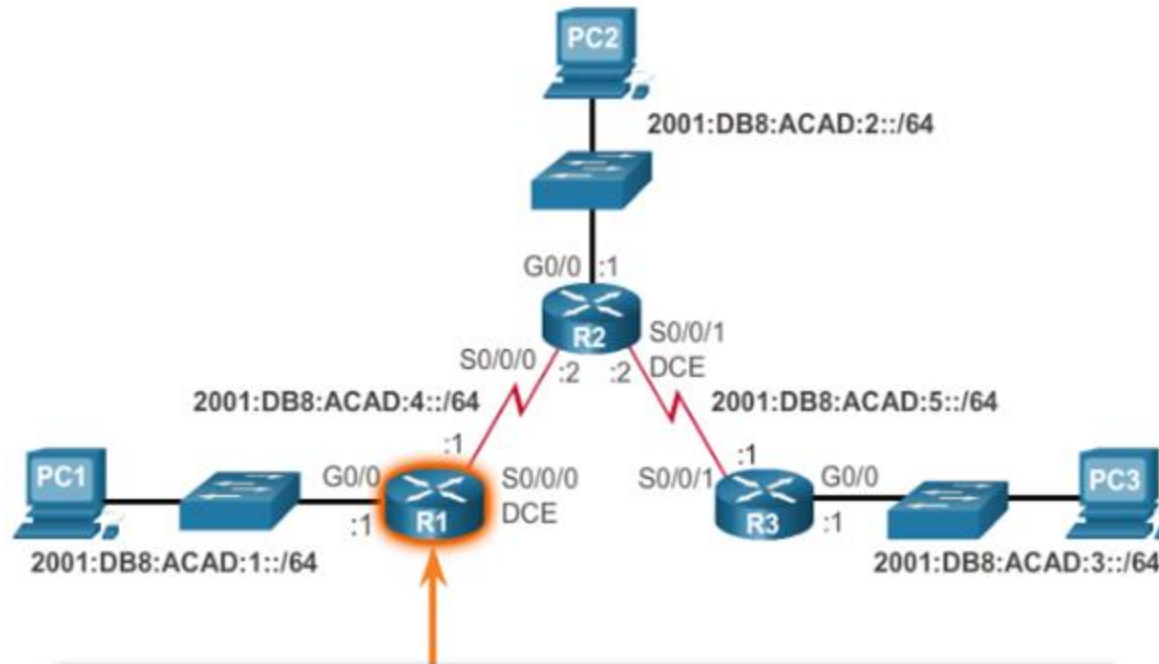 PC2
2001:DB8:ACAD:2::/64
G0/0 :1
R2
S0/0/1
DCE
S0/0/0
:2 :2
2001:DB8:ACAD:4::/64
2001:DB8:ACAD:5::/64
:1
:1
PC1
G0/0
S0/0/0
DCE
:1
R1
S0/0/1
G0/0
R3
:1
PC3
2001:DB8:ACAD:1::/64
2001:DB8:ACAD:3::/64